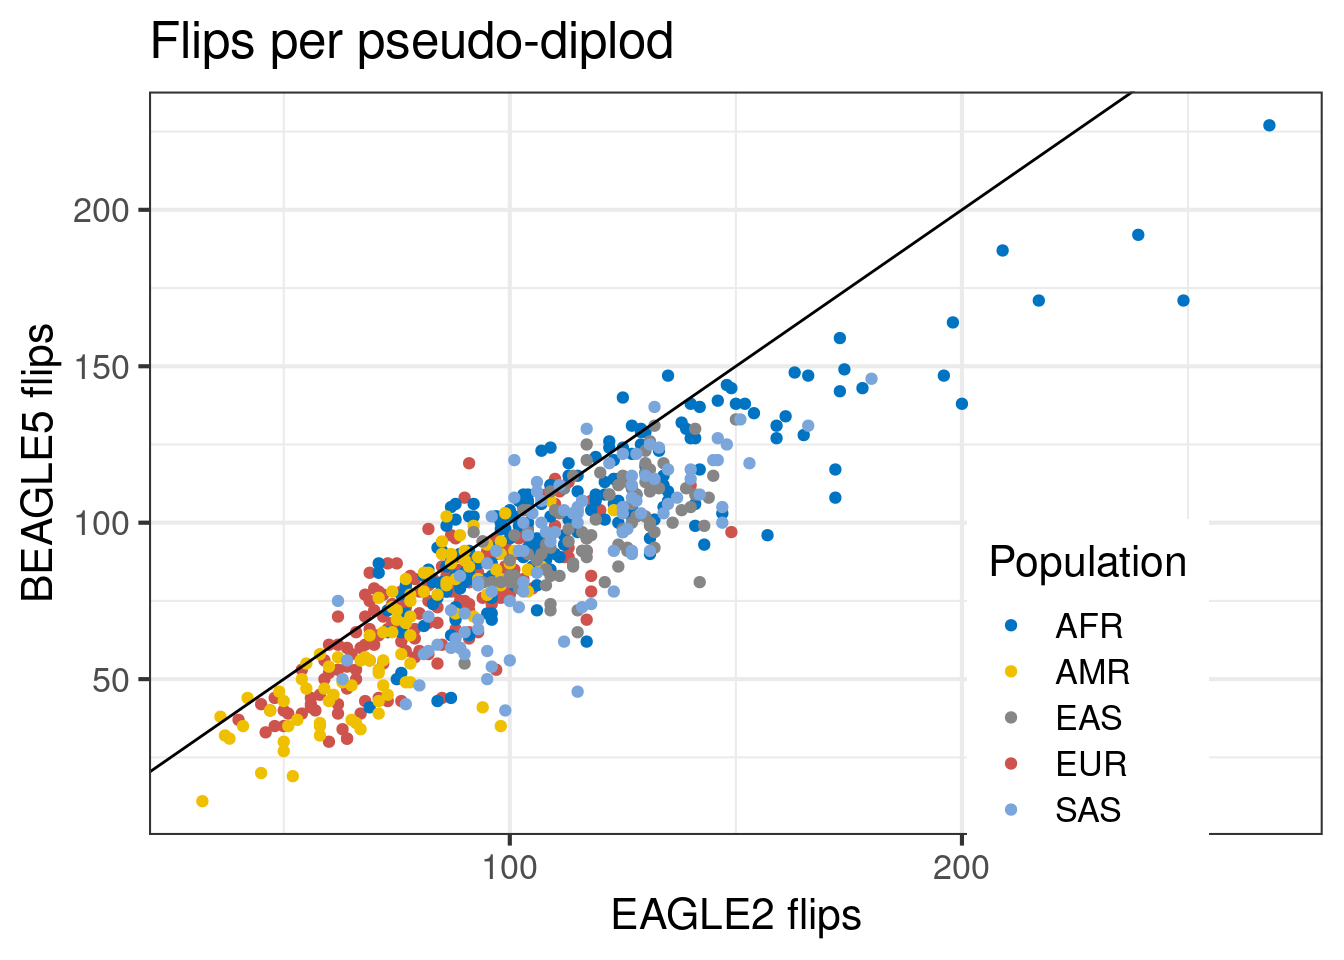 Flips per pseudo-diplod
BEAGLE5 flips
200
150
100
50
100
200
EAGLE2 flips
Population
AFR
AMR
EAS
EUR
SAS